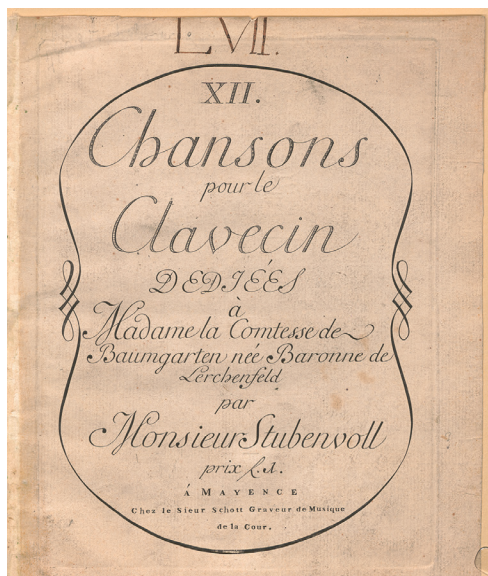 LVII.
XII.
Chansons
pour le
Clavecin
DEDIÉES
à
Madame la Comtesse de
Baumgarten née Baronne de
Lerchenfeld
par
Monsieur Stubenvoll
prix f. 1.
á MAYENCE
Chez le Sieur Schott Graveur de Musique
de la Cour.